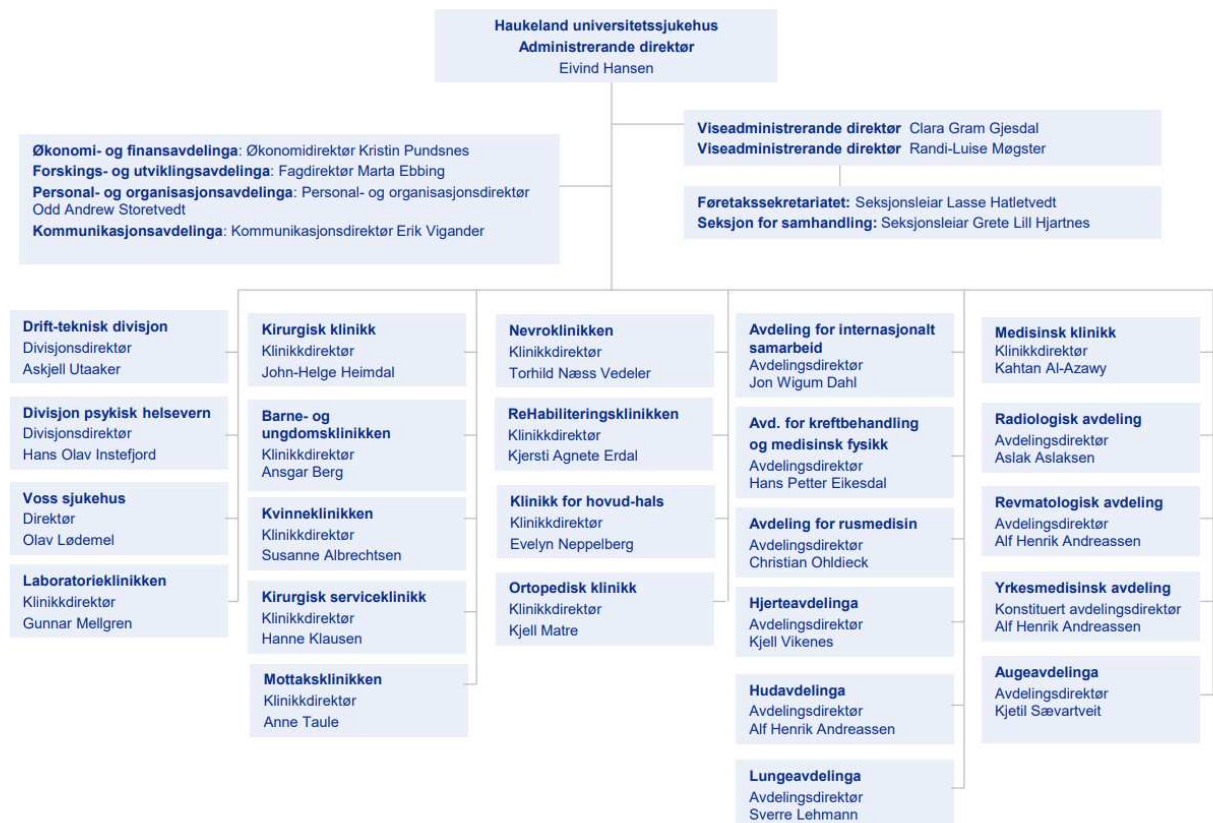 Haukeland universitetssjukehus
Administrerande direktør
Eivind Hansen
Økonomi- og finansavdelinga: Økonomidirektør Kristin Pundsnes
Forskings- og utviklingsavdelinga: Fagdirektør Marta Ebbing
Personal- og organisasjonsavdelinga: Personal- og organisasjonsdirektør
Odd Andrew Storetvedt
Kommunikasjonsavdelinga: Kommunikasjonsdirektør Erik Vigander
Viseadministrerande direktør Clara Gram Gjesdal
Viseadministrerande direktør Randi-Luise Møgster
Føretakssekretariatet: Seksjonsleiar Lasse Hatletvedt
Seksjon for samhandling: Seksjonsleiar Grete Lill Hjartnes
Drift-teknisk divisjon
Divisjonsdirektør
Askjell Utaaker
Divisjon psykisk helsevern
Divisjonsdirektør
Hans Olav Instefjord
Voss sjukehus
Direktør
Olav Lødemel
Laboratorieklinikken
Klinikkdirektør
Gunnar Mellgren
Kirurgisk klinikk
Klinikkdirektør
John-Helge Heimdal
Barne- og
ungdomsklinikken
Klinikkdirektør
Ansgar Berg
Kvinneklinikken
Klinikkdirektør
Susanne Albrechtsen
Kirurgisk serviceklinikk
Klinikkdirektør
Hanne Klausen
Mottaksklinikken
Klinikkdirektør
Anne Taule
Nevroklinikken
Klinikkdirektør
Torhild Næss Vedeler
ReHabiliteringsklinikken
Klinikkdirektør
Kjersti Agnete Erdal
Klinikk for hovud-hals
Klinikkdirektør
Evelyn Neppelberg
Ortopedisk klinikk
Klinikkdirektør
Kjell Matre
Avdeling for internasjonalt
samarbeid
Avdelingsdirektør
Jon Wigum Dahl
Avd. for kreftbehandling
og medisinsk fysikk
Avdelingsdirektør
Hans Petter Eikesdal
Avdeling for rusmedisin
Avdelingsdirektør
Christian Ohldieck
Hjerteavdelinga
Avdelingsdirektør
Kjell Vikenes
Hudavdelinga
Avdelingsdirektør
Alf Henrik Andreassen
Lungeavdelinga
Avdelingsdirektør
Sverre Lehmann
Medisinsk klinikk
Klinikkdirektør
Kahtan Al-Azawy
Radiologisk avdeling
Avdelingsdirektør
Aslak Aslaksen
Revmatologisk avdeling
Avdelingsdirektør
Alf Henrik Andreassen
Yrkesmedisinsk avdeling
Konstituert avdelingsdirektør
Alf Henrik Andreassen
Augeavdelinga
Avdelingsdirektør
Kjetil Sævartveit